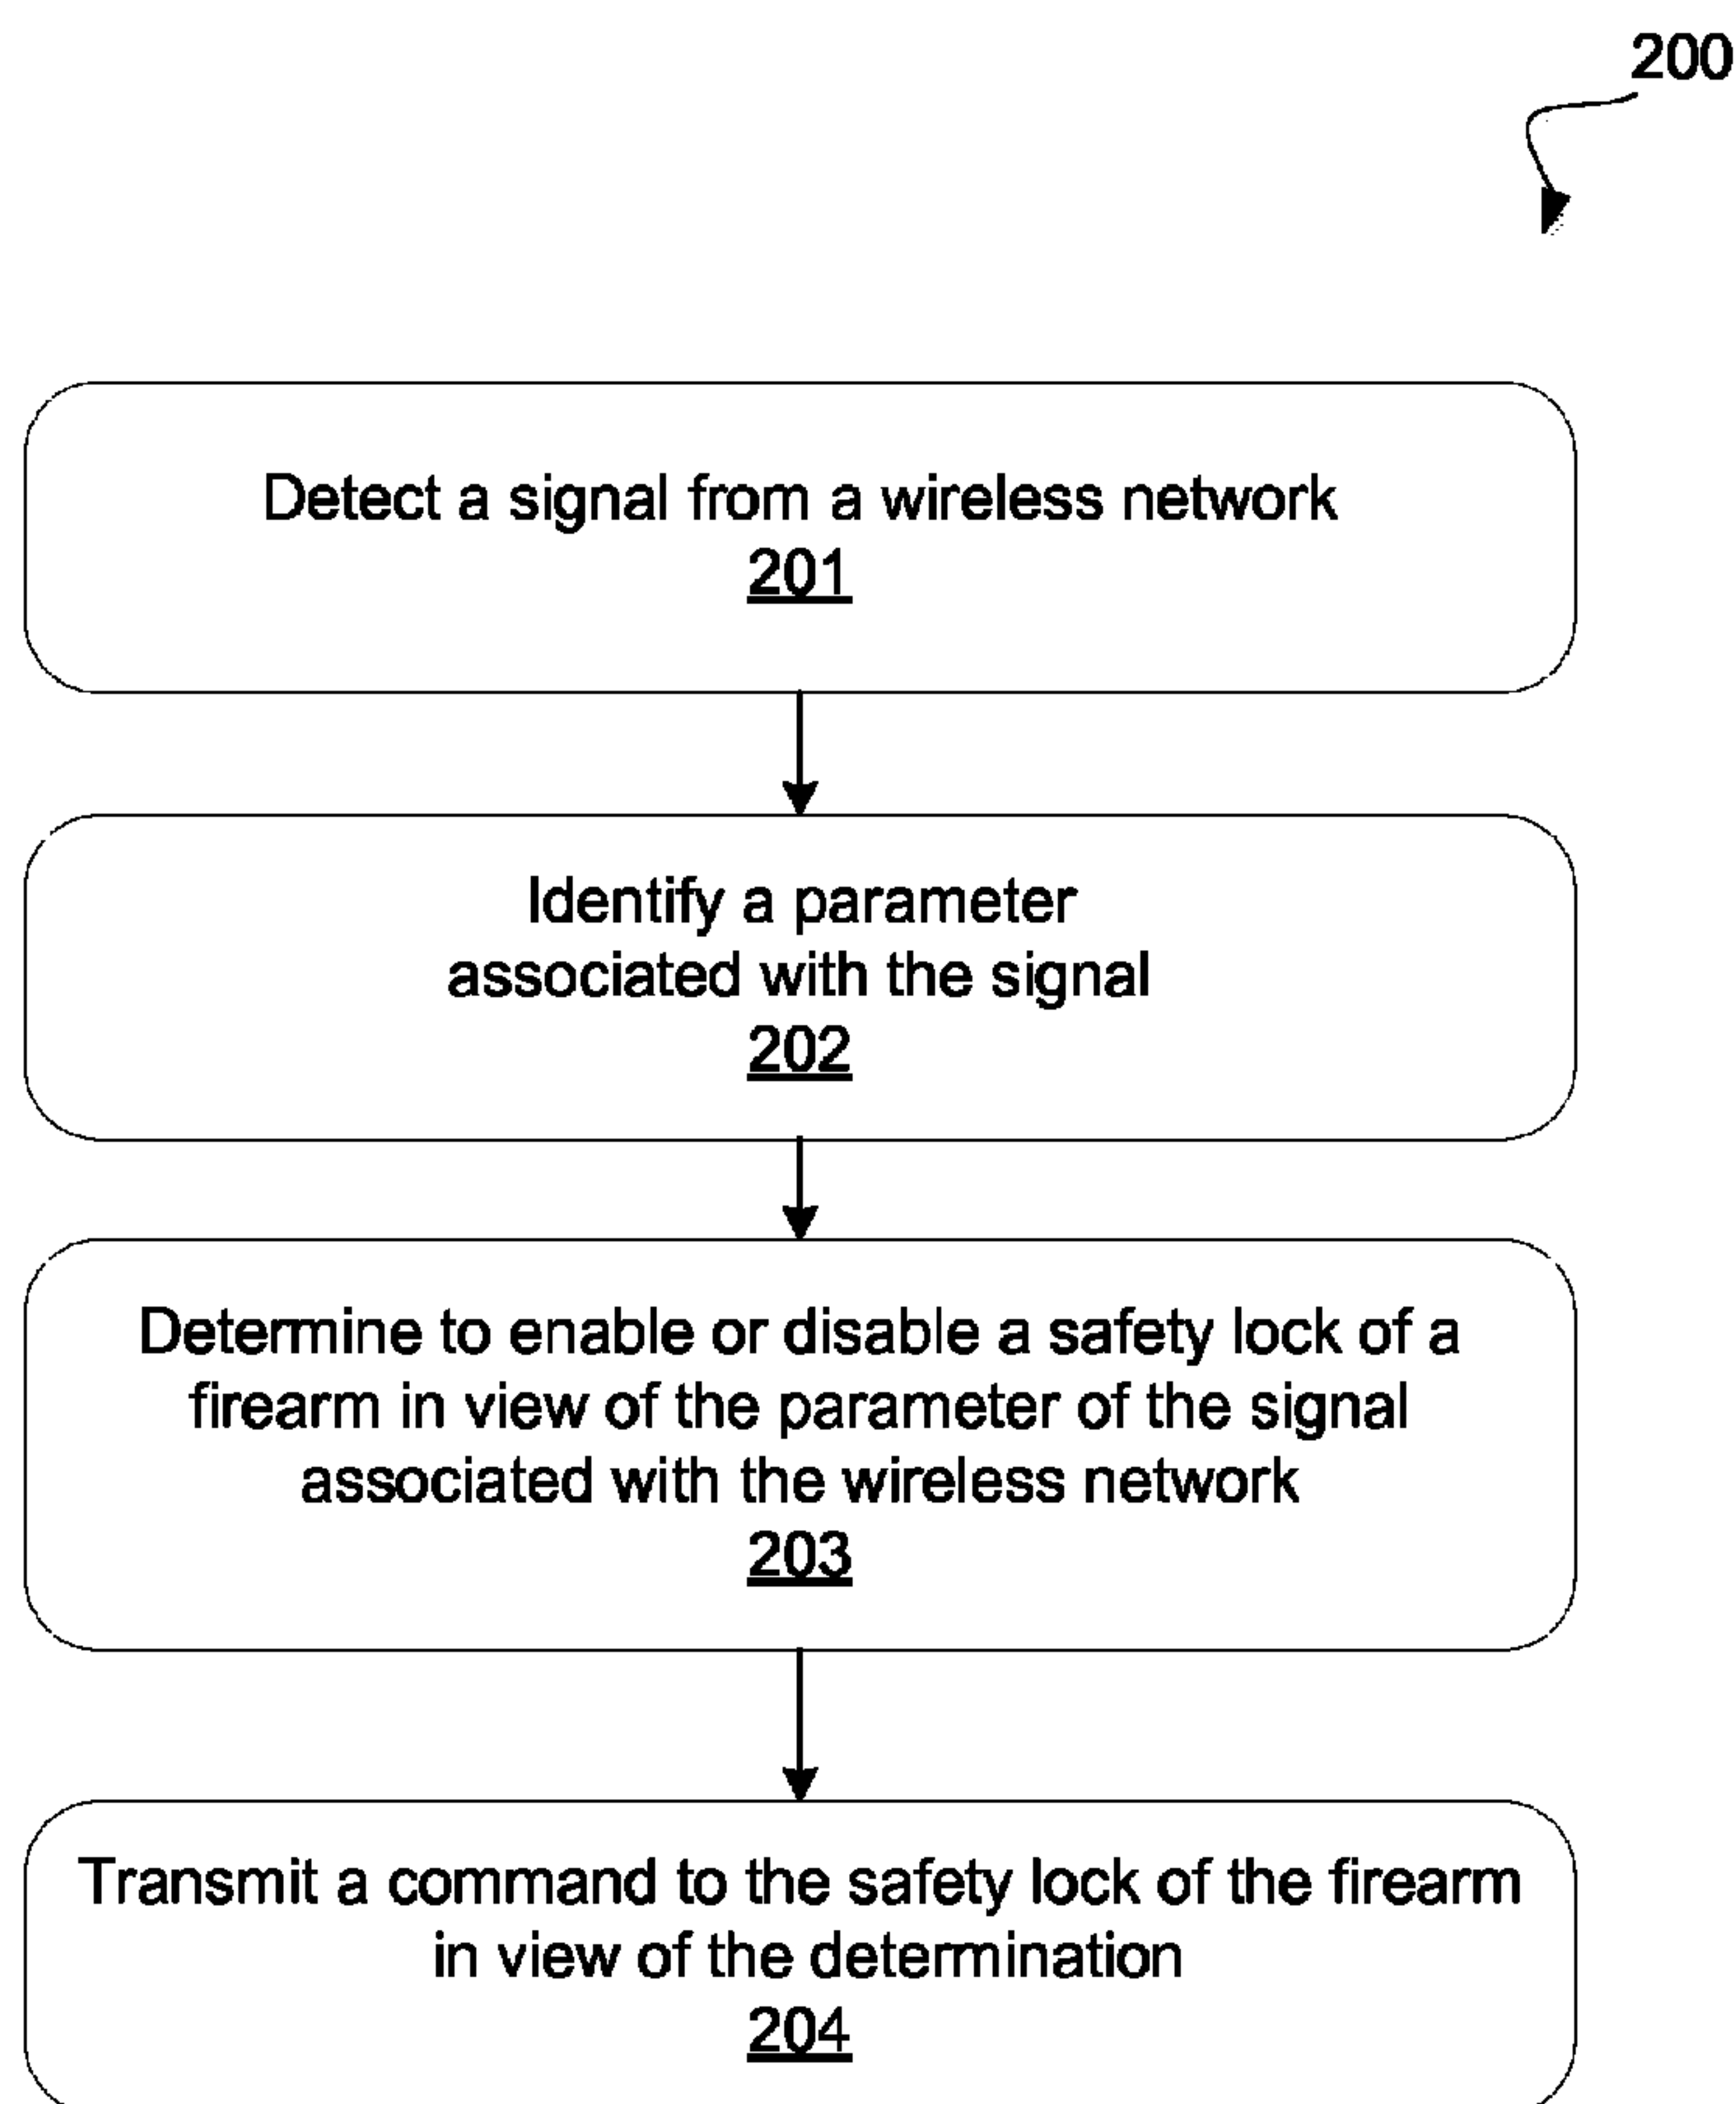 200
Detect a signal from a wireless network
201
Identify a parameter
associated with the signal
202
Determine to enable or disable a safety lock of a
firearm in view of the parameter of the signal
associated with the wireless network
203
Transmit a command to the safety lock of the firearm
in view of the determination
204